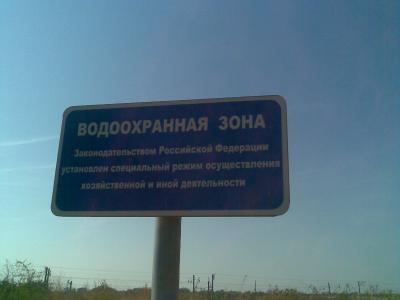 ВОДООХРАННАЯ ЗОНА
Законодательством Российской Федерации
установлен специальный режим осуществления
хозяйственной и иной деятельности